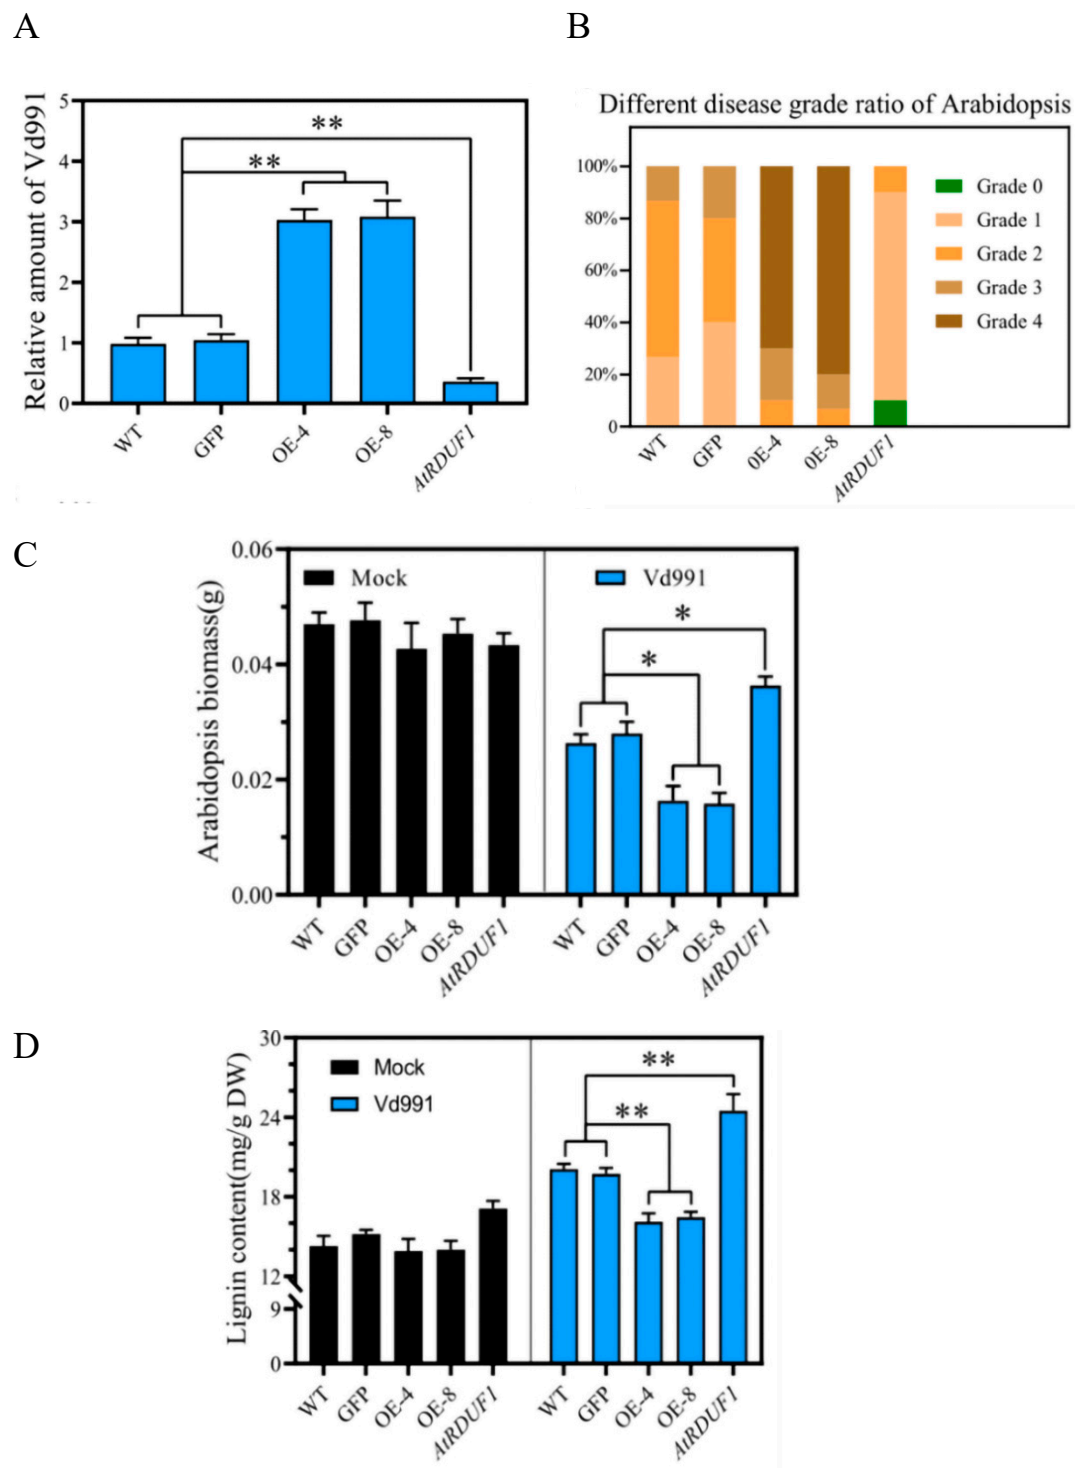 A
B
Relative amount of Vd991
5
4
3
2
1
0
**
**
WT
GFP
OE-4
OE-8
AtRDUF1
Different disease grade ratio of Arabidopsis
100%
80%
60%
40%
20%
0
Grade 0
Grade 1
Grade 2
Grade 3
Grade 4
WT
GFP
0E-4
0E-8
AtRDUF1
C
Arabidopsis biomass(g)
0.06
0.04
0.02
0.00
Mock
Vd991
*
*
WT
GFP
OE-4
OE-8
AtRDUF1
WT
GFP
OE-4
OE-8
AtRDUF1
D
Lignin content(mg/g DW)
30
24
18
12
9
0
Mock
Vd991
**
**
WT
GFP
OE-4
OE-8
AtRDUF1
WT
GFP
OE-4
OE-8
AtRDUF1